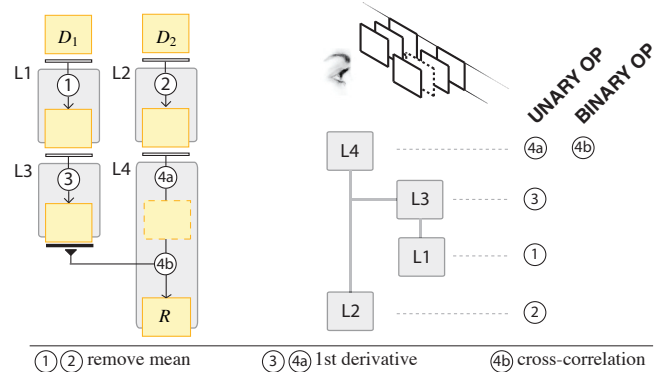 D1 D2
L1 L2
1 2
L3 L4
3 4a
4b
R
UNARY OP
BINARY OP
L4 4a 4b
L3 3
L1 1
L2 2
1 2 remove mean 3 4a 1st derivative 4b cross-correlation